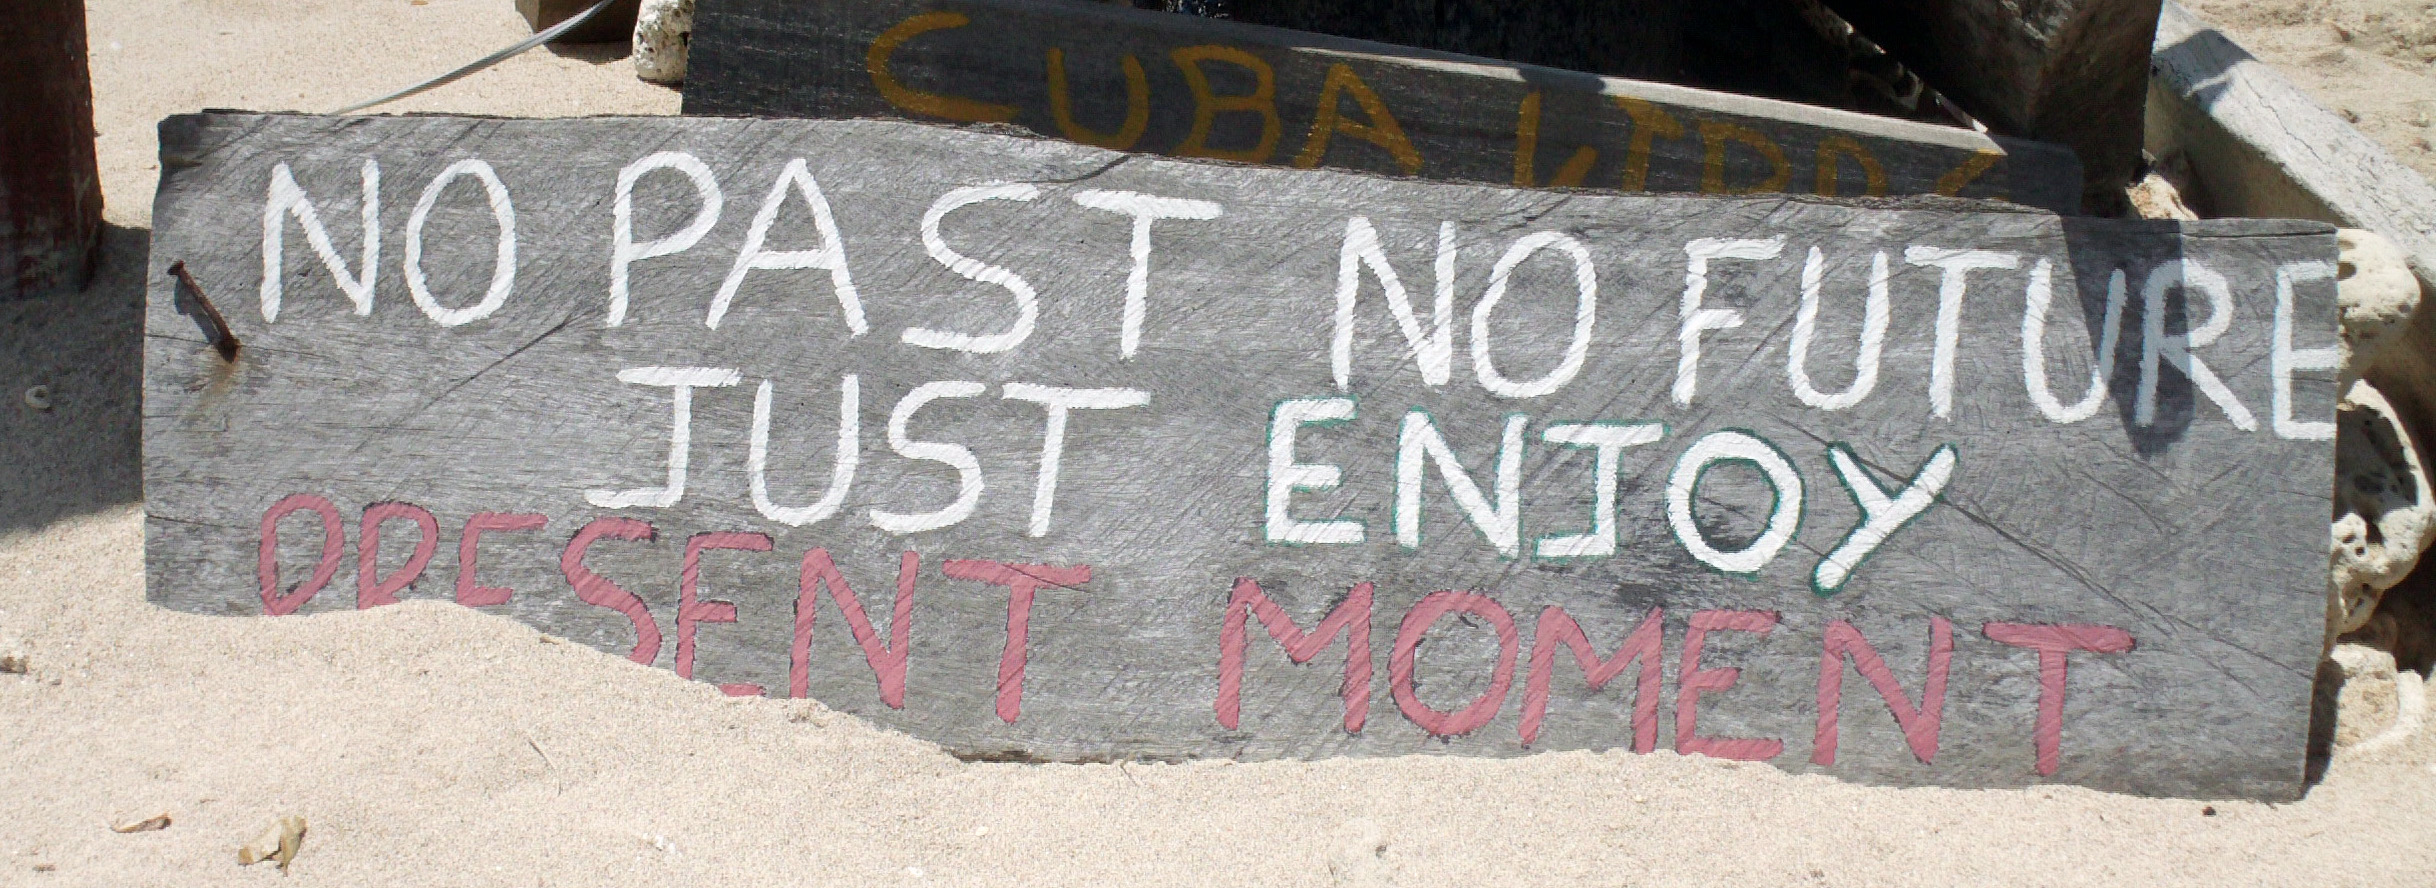 CUBA
NO PAST NO FUTURE
JUST ENJOY
PRESENT MOMENT